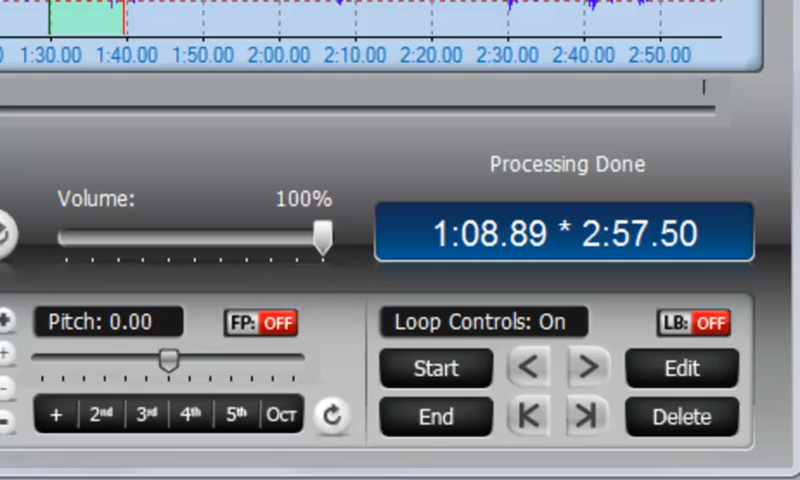 0 1:30.00 1:40.00 1:50.00 2:00.00 2:10.00 2:20.00 2:30.00 2:40.00 2:50.00
Processing Done
Volume: 100%
1:08.89 * 2:57.50
Pitch: 0.00 FP: OFF
Loop Controls: On LB: OFF
Start < > Edit
+ 2nd 3rd 4th 5th Oct
End Delete